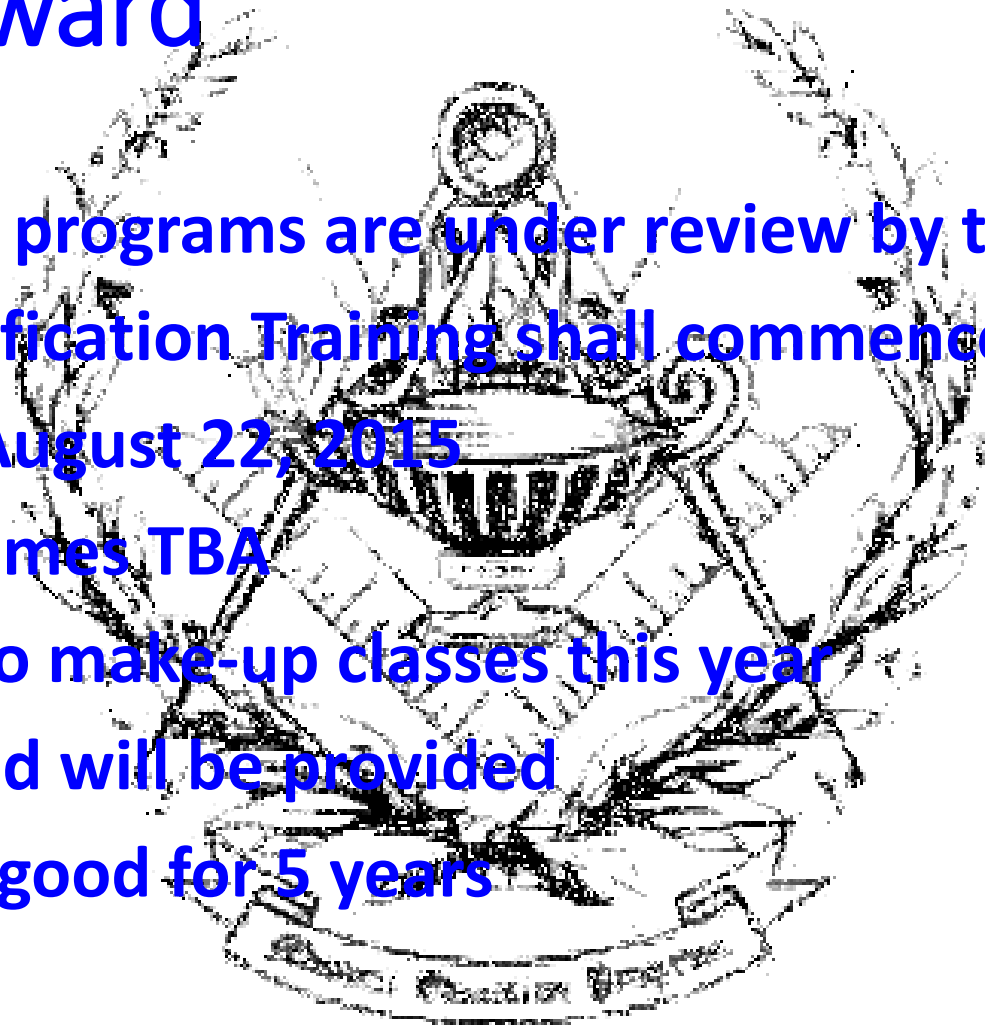 ward
programs are under review by t
fication Training shall commence
August 22, 2015
mes TBA
o make-up classes this year
d will be provided
good for 5 years